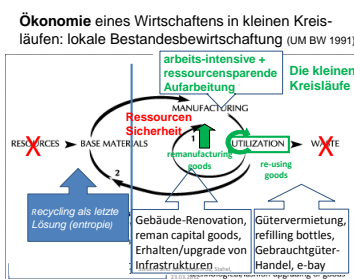 Ökonomie eines Wirtschaftens in kleinen Kreis-
läufen: lokale Bestandesbewirtschaftung (UM BW 1991)
arbeits-intensive +
ressourcensparende
Aufarbeitung
Die kleinen
Kreisläufe
MANUFACTURING
Ressourcen
Sicherheit
1
RESOURCES
BASE MATERIALS
UTILIZATION
WASTE
remanufacturing
goods
re-using
goods
2
recycling als letzte
Lösung (entropie)
Gebäude-Renovation,
reman capital goods,
Erhalten/upgrade von
Infrastrukturen
Gütervermietung,
refilling bottles,
Gebrauchtgüter-
Handel, e-bay